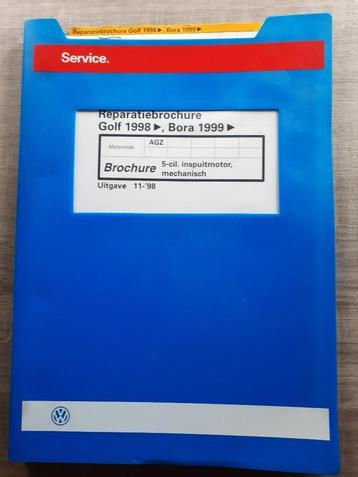 Reparatiebrochure Golf 1998 ▶, Bora 1999 ▶
Service.
Reparatiebrochure
Golf 1998 ▶, Bora 1999 ▶
Motorcode AGZ
Brochure 5-cil. inspuitmotor,
mechanisch
Uitgave 11-'98